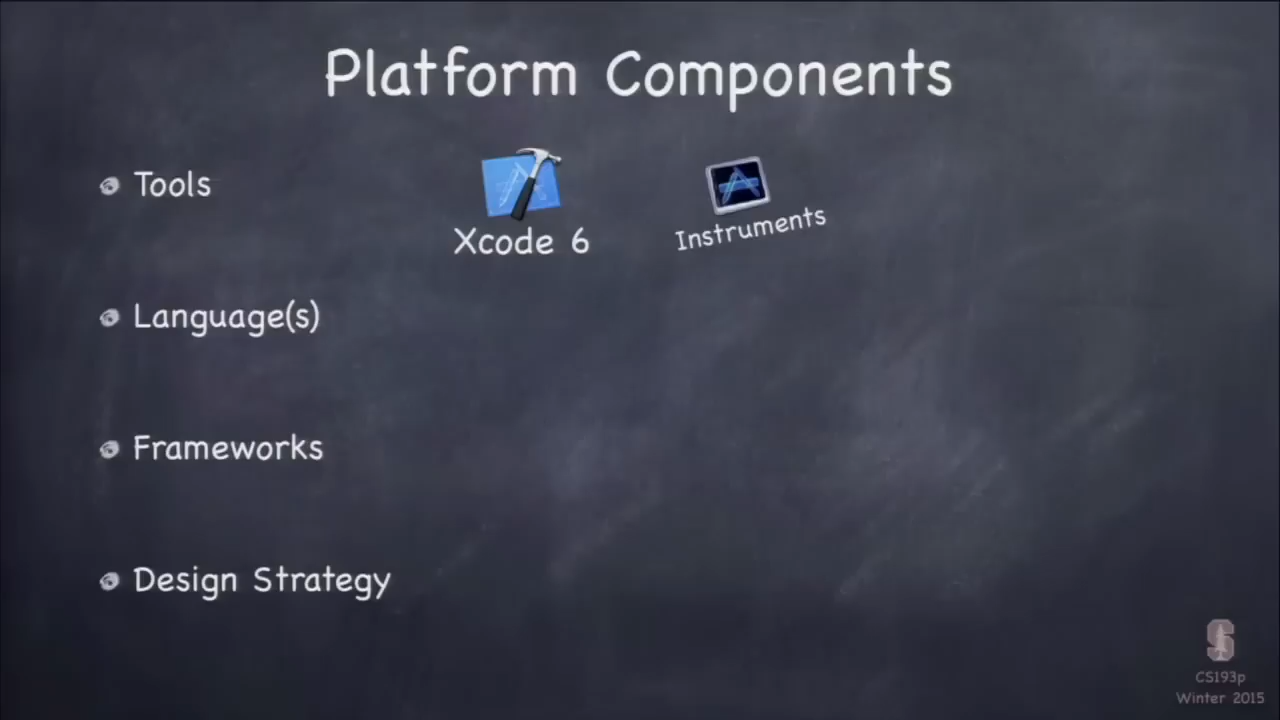 Platform Components
Tools
Xcode 6
Instruments
Language(s)
Frameworks
Design Strategy
S
CS193p
Winter 2015